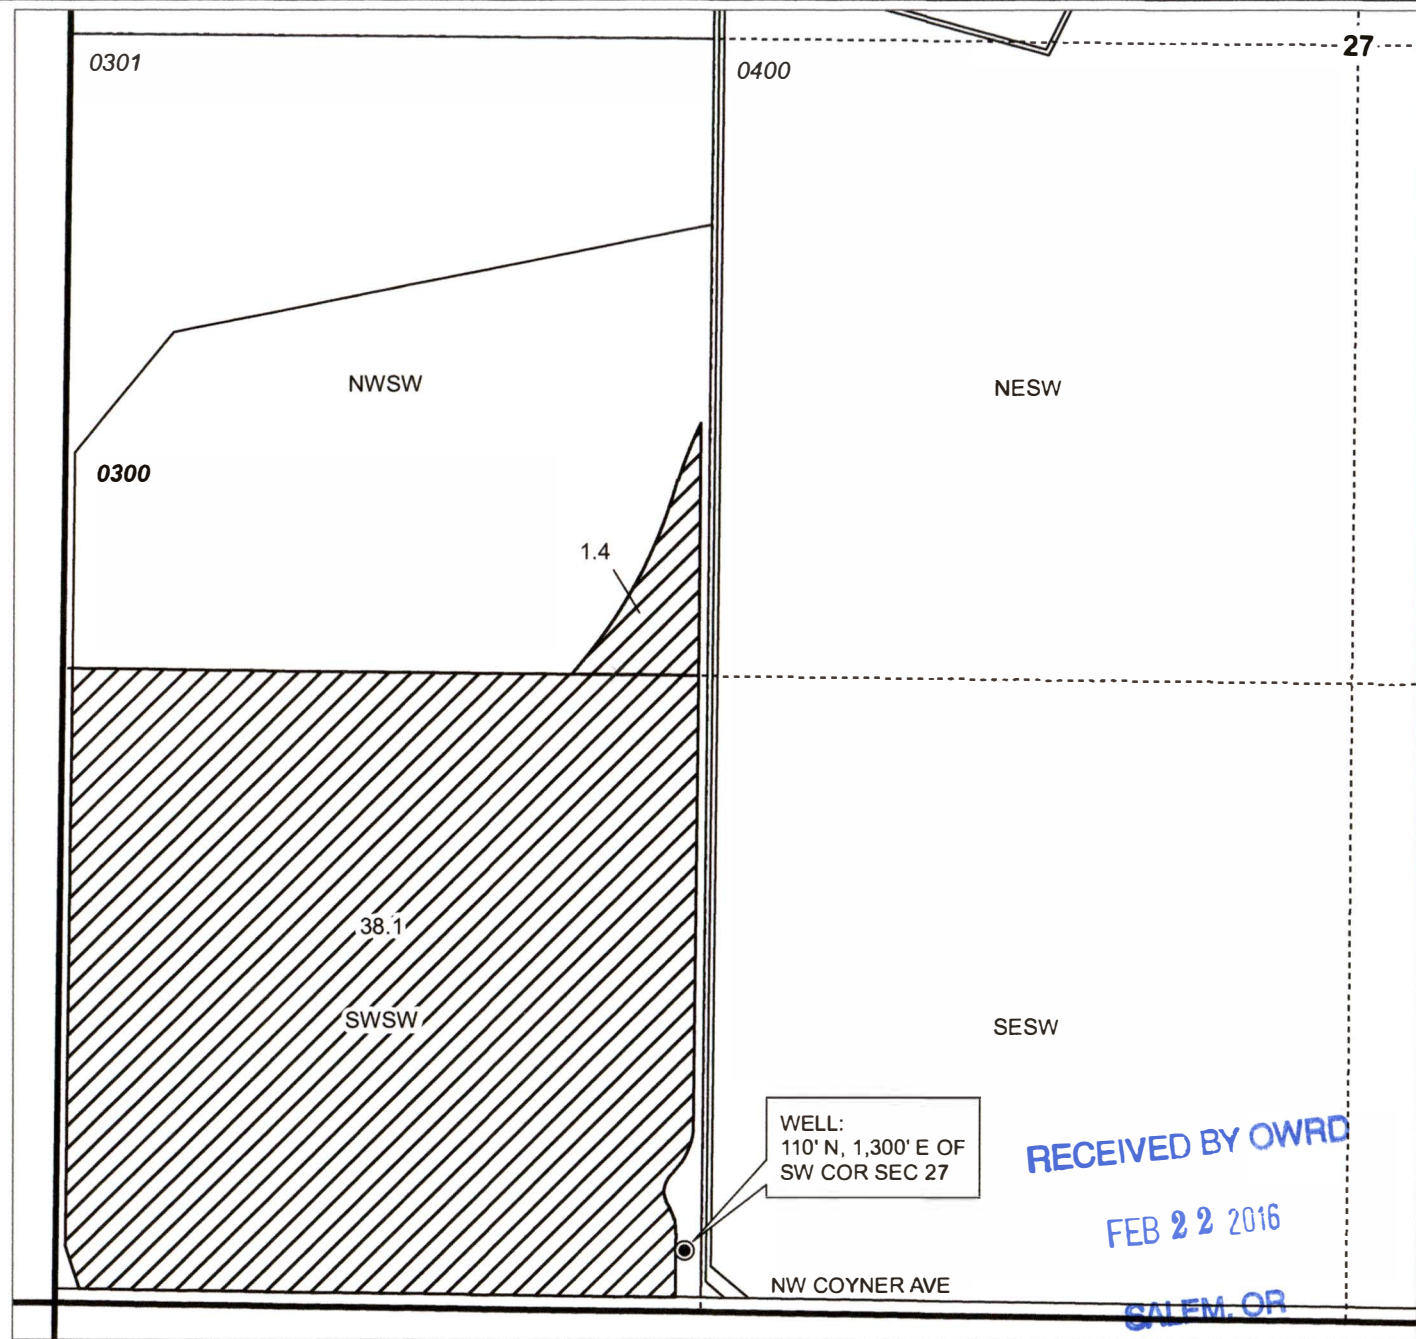 27
0301
0400
NWSW
NESW
0300
1.4
38.1
SWSW
SESW
WELL:
110' N, 1,300' E OF
SW COR SEC 27
RECEIVED BY OWRD
FEB 22 2016
NW COYNER AVE
SALEM, OR